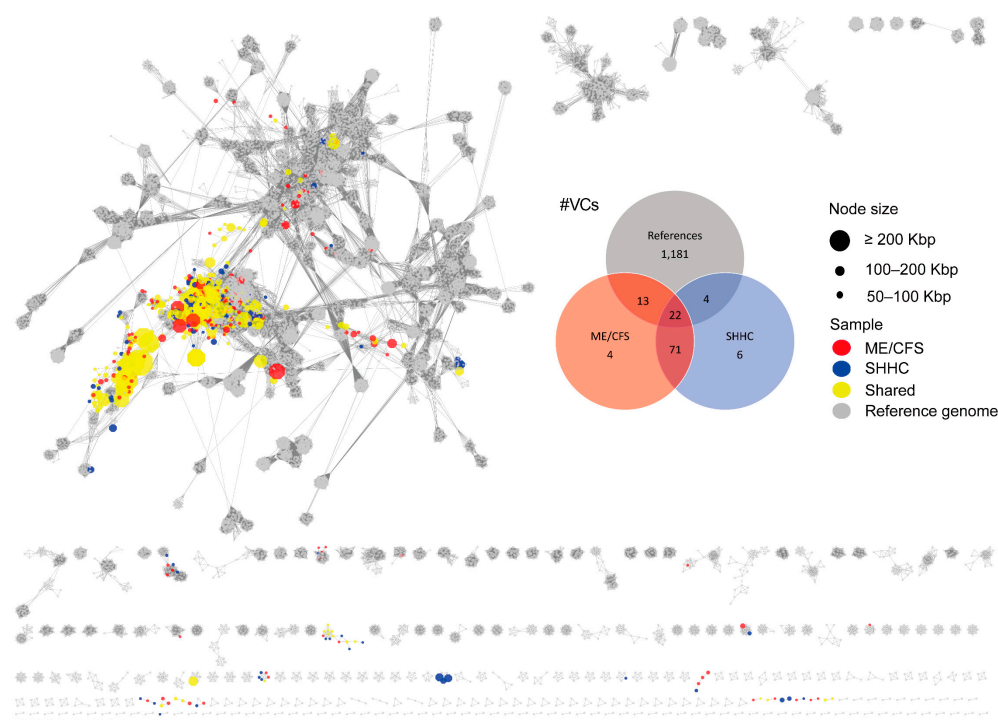 #VCs
References
1,181
13
4
22
ME/CFS
4
71
SHHC
6
Node size
≥ 200 Kbp
100–200 Kbp
50–100 Kbp
Sample
ME/CFS
SHHC
Shared
Reference genome